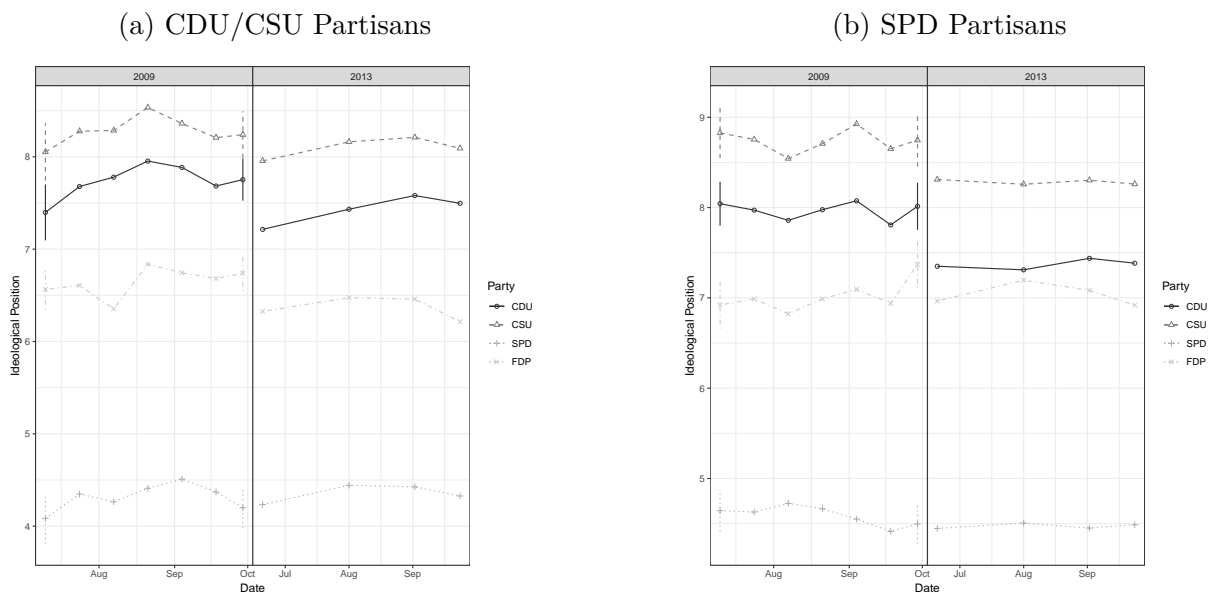 (a) CDU/CSU Partisans
2009
2013
8
7
6
5
4
Ideological Position
Aug
Sep
Oct
Jul
Aug
Sep
Date
Party
CDU
CSU
SPD
FDP
(b) SPD Partisans
2009
2013
9
8
7
6
5
Ideological Position
Aug
Sep
Oct
Jul
Aug
Sep
Date
Party
CDU
CSU
SPD
FDP